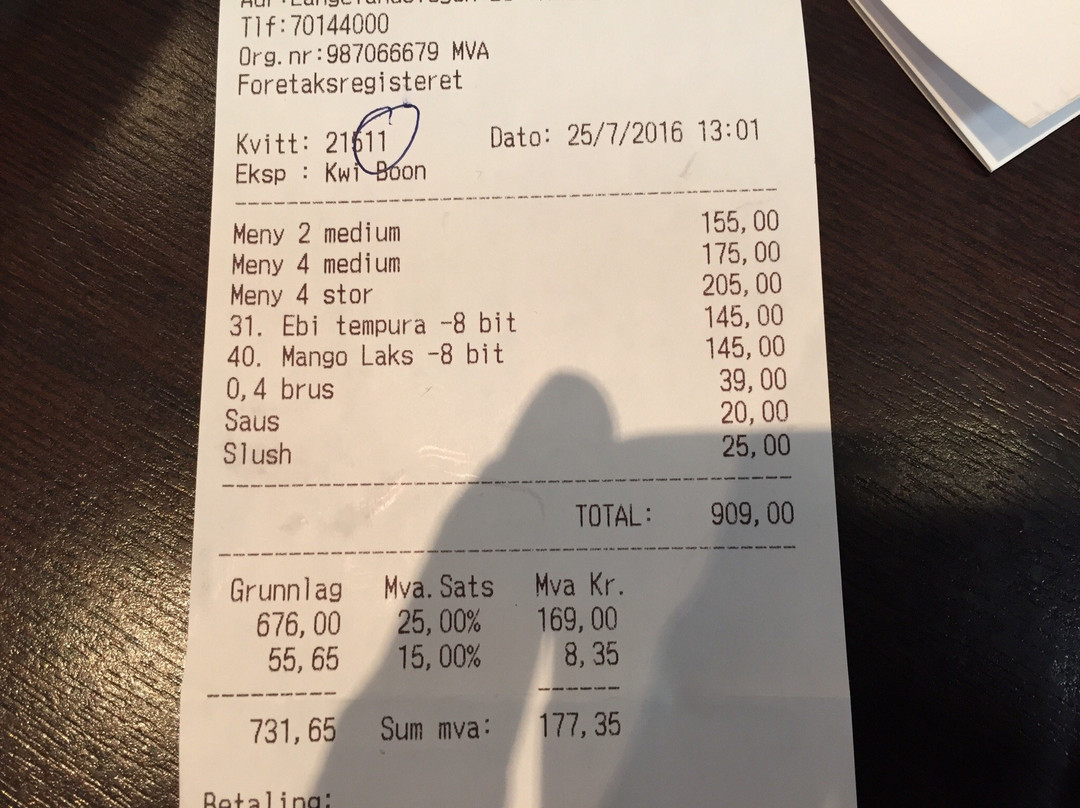 Tlf:70144000
Org.nr:987066679 MVA
Foretaksregisteret
Kvitt: 21511 Dato: 25/7/2016 13:01
Eksp : Kwi Boon
Meny 2 medium 155,00
Meny 4 medium 175,00
Meny 4 stor 205,00
31. Ebi tempura -8 bit 145,00
40. Mango Laks -8 bit 145,00
0,4 brus 39,00
Saus 20,00
Slush 25,00
TOTAL: 909,00
Grunnlag Mva.Sats Mva Kr.
676,00 25,00% 169,00
55,65 15,00% 8,35
731,65 Sum mva: 177,35
Betaling: